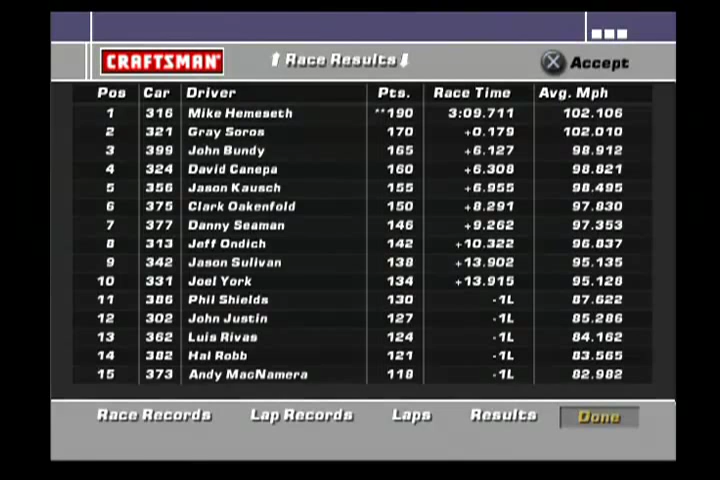 CRAFTSMAN Race Results Accept
Pos Car Driver Pts. Race Time Avg. Mph
1 316 Mike Hemeseth **190 3:09.711 102.106
2 321 Gray Soros 170 +0.179 102.010
3 399 John Bundy 165 +6.127 98.912
4 324 David Canepa 160 +6.308 98.821
5 356 Jason Kausch 155 +6.955 98.495
6 375 Clark Oakenfold 150 +8.291 97.830
7 377 Danny Seaman 146 +9.262 97.353
8 313 Jeff Ondich 142 +10.322 96.837
9 342 Jason Sulivan 138 +13.902 95.135
10 331 Joel York 134 +13.915 95.128
11 386 Phil Shields 130 -1L 87.622
12 302 John Justin 127 -1L 85.286
13 362 Luis Rivas 124 -1L 84.162
14 382 Hal Robb 121 -1L 83.565
15 373 Andy MacNamera 118 -1L 82.982
Race Records Lap Records Laps Results Done